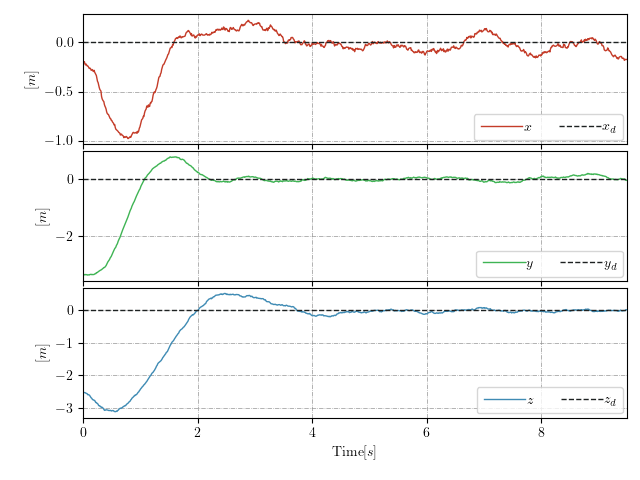 0.0
−0.5
−1.0
[m]
x x_d
0
−2
[m]
y y_d
0
−1
−2
−3
[m]
z z_d
0 2 4 6 8
Time[s]